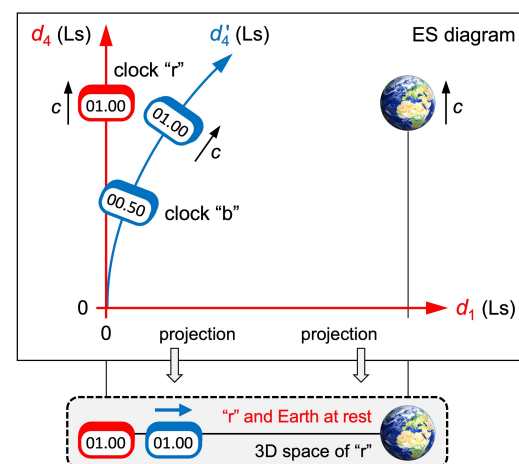 d4 (Ls)
d4' (Ls)
ES diagram
clock “r”
c
01.00
01.00
c
c
00.50
clock “b”
0
d1 (Ls)
0
projection
projection
“r” and Earth at rest
01.00
01.00
3D space of “r”